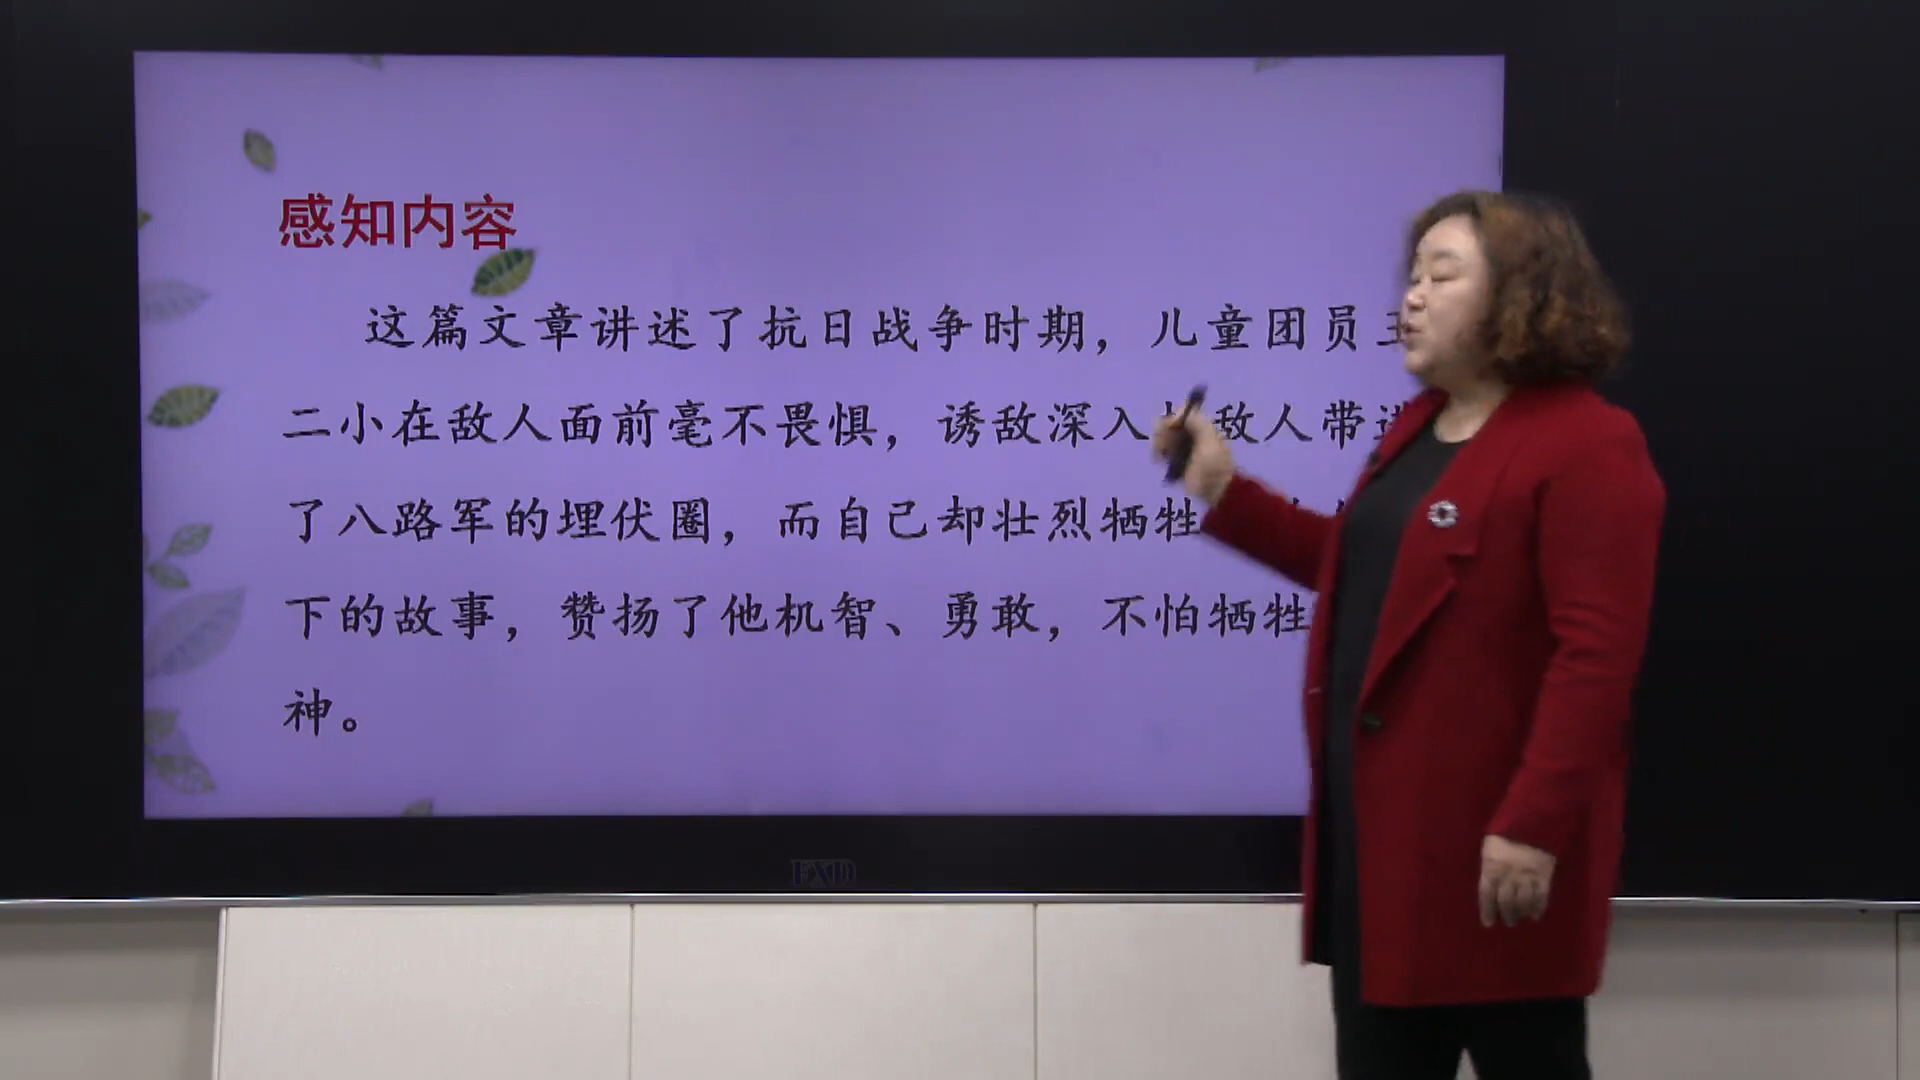 感知内容
这篇文章讲述了抗日战争时期，儿童团员王
二小在敌人面前毫不畏惧，诱敌深入 敌人带进
了八路军的埋伏圈，而自己却壮烈牺牲
下的故事，赞扬了他机智、勇敢，不怕牺牲
神。
FXD